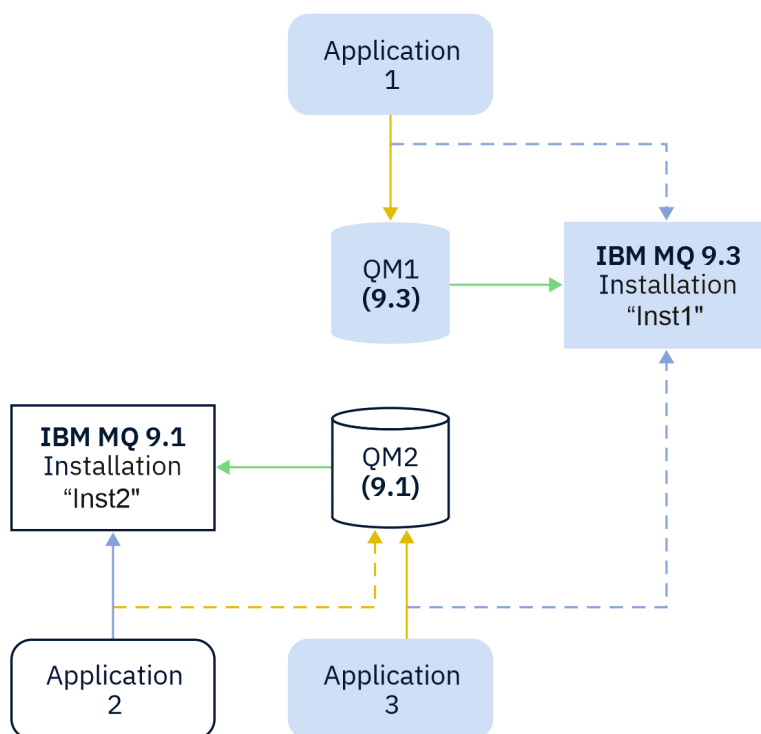 Application
1
QM1
(9.3)
IBM MQ 9.3
Installation
“Inst1"
IBM MQ 9.1
Installation
“Inst2"
QM2
(9.1)
Application
2
Application
3